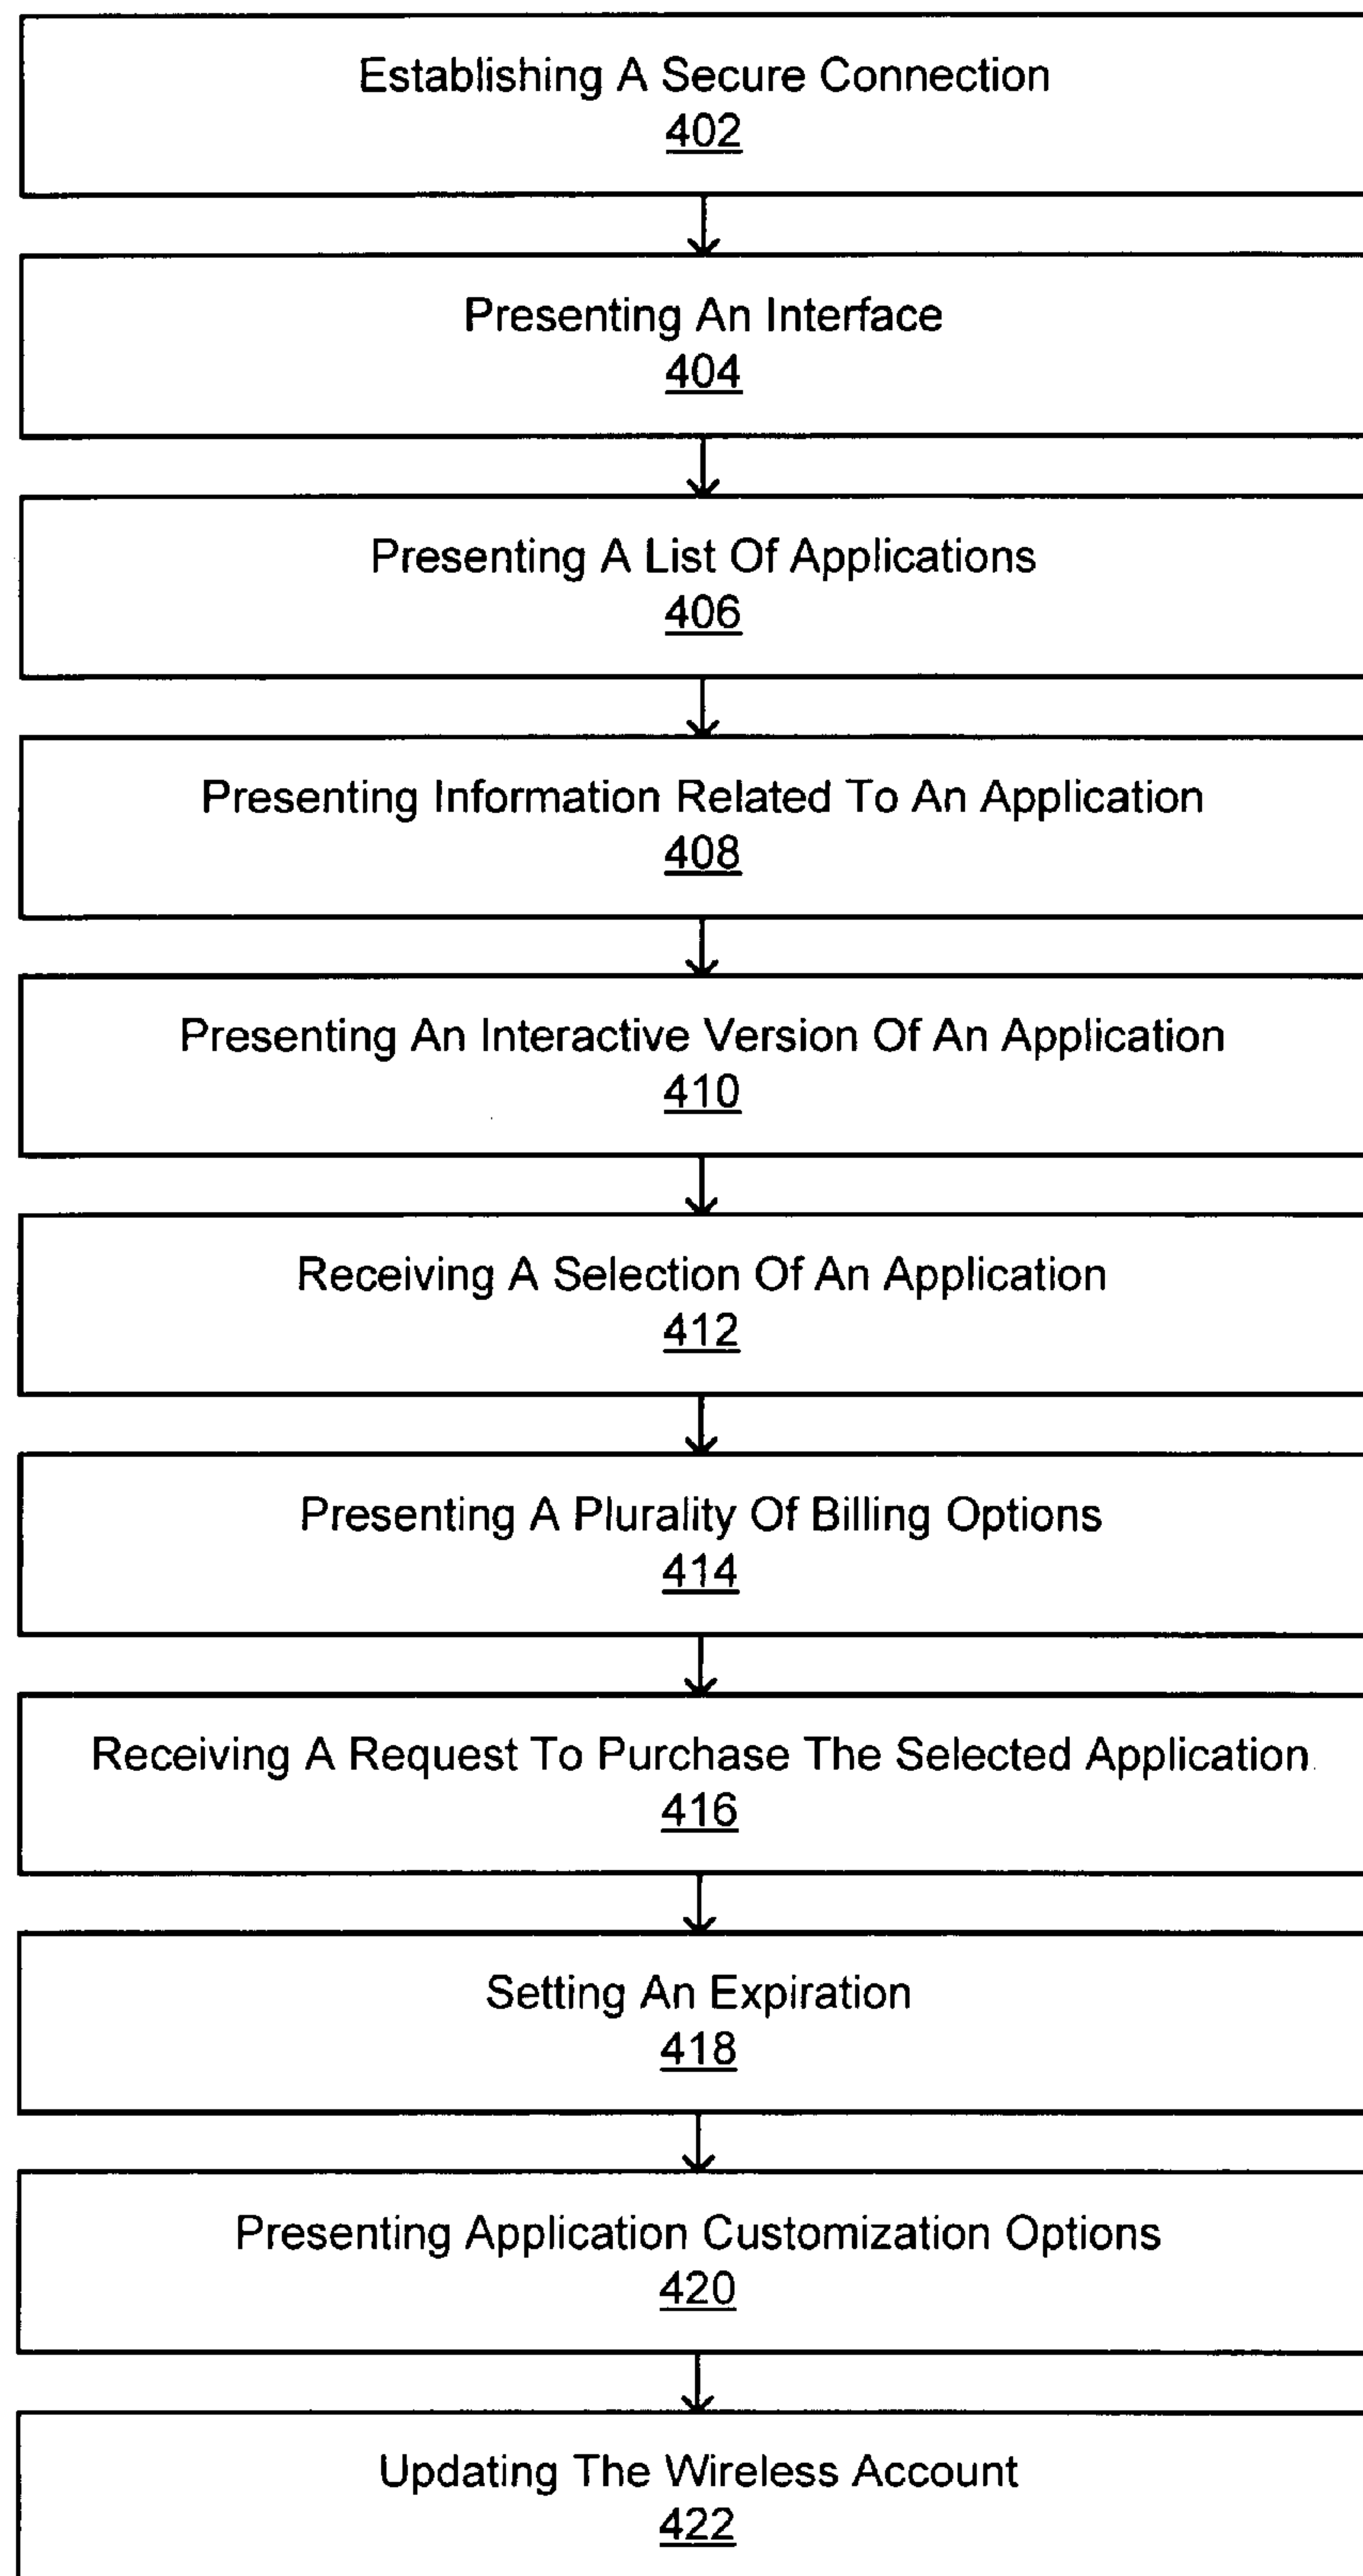 Establishing A Secure Connection
402
Presenting An Interface
404
Presenting A List Of Applications
406
Presenting Information Related To An Application
408
Presenting An Interactive Version Of An Application
410
Receiving A Selection Of An Application
412
Presenting A Plurality Of Billing Options
414
Receiving A Request To Purchase The Selected Application
416
Setting An Expiration
418
Presenting Application Customization Options
420
Updating The Wireless Account
422